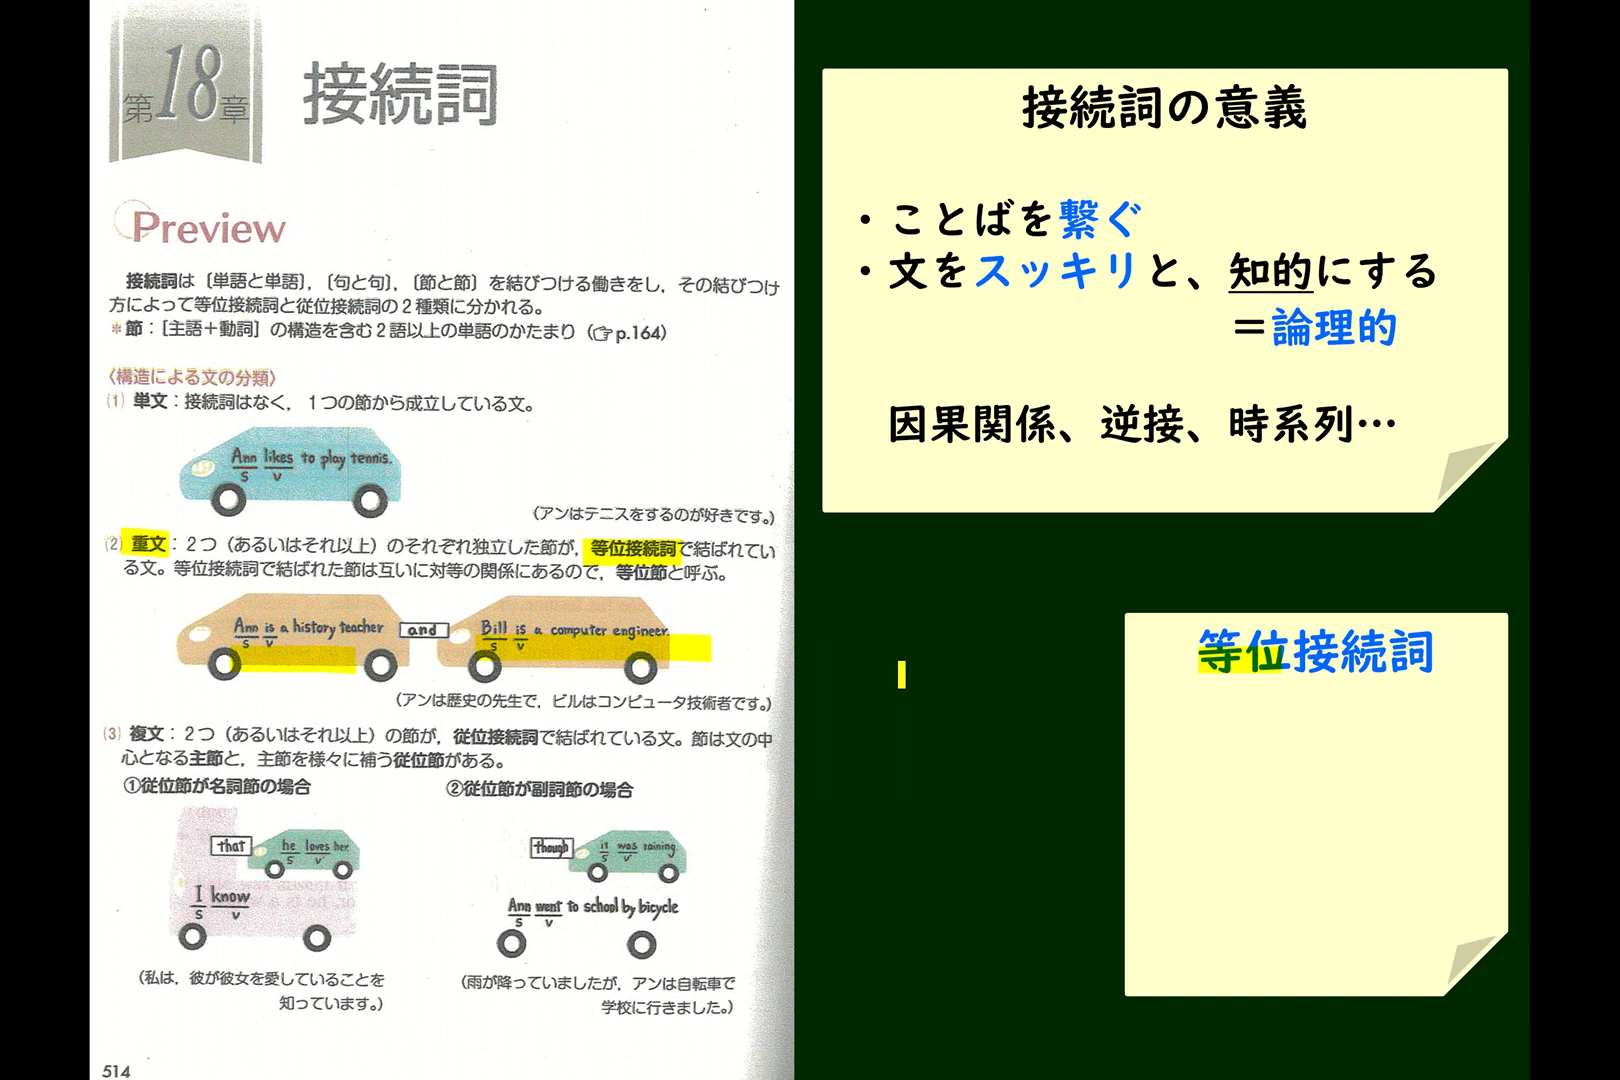 第18章 接続詞
Preview
接続詞は〔単語と単語〕,〔句と句〕,〔節と節〕を結びつける働きをし,その結びつけ
方によって等位接続詞と従位接続詞の2種類に分かれる。
*節:〔主語+動詞〕の構造を含む2語以上の単語のかたまり(☞p.164)
〈構造による文の分類〉
(1) 単文:接続詞はなく,1つの節から成立している文。
Ann likes to play tennis.
S V
(アンはテニスをするのが好きです。)
(2) 重文:2つ(あるいはそれ以上)のそれぞれ独立した節が,等位接続詞で結ばれてい
る文。等位接続詞で結ばれた節は互いに対等の関係にあるので,等位節と呼ぶ。
Ann is a history teacher and Bill is a computer engineer.
S V S V
(アンは歴史の先生で,ビルはコンピュータ技術者です。)
(3) 複文:2つ(あるいはそれ以上)の節が,従位接続詞で結ばれている文。節は文の中
心となる主節と,主節を様々に補う従位節がある。
①従位節が名詞節の場合
that he loves her.
S V
I know
S V
(私は,彼が彼女を愛していることを
知っています。)
②従位節が副詞節の場合
though it was raining.
S V
Ann went to school by bicycle
S V
(雨が降っていましたが,アンは自転車で
学校に行きました。)
514
接続詞の意義
・ことばを繋ぐ
・文をスッキリと、知的にする
=論理的
因果関係、逆接、時系列…
等位接続詞